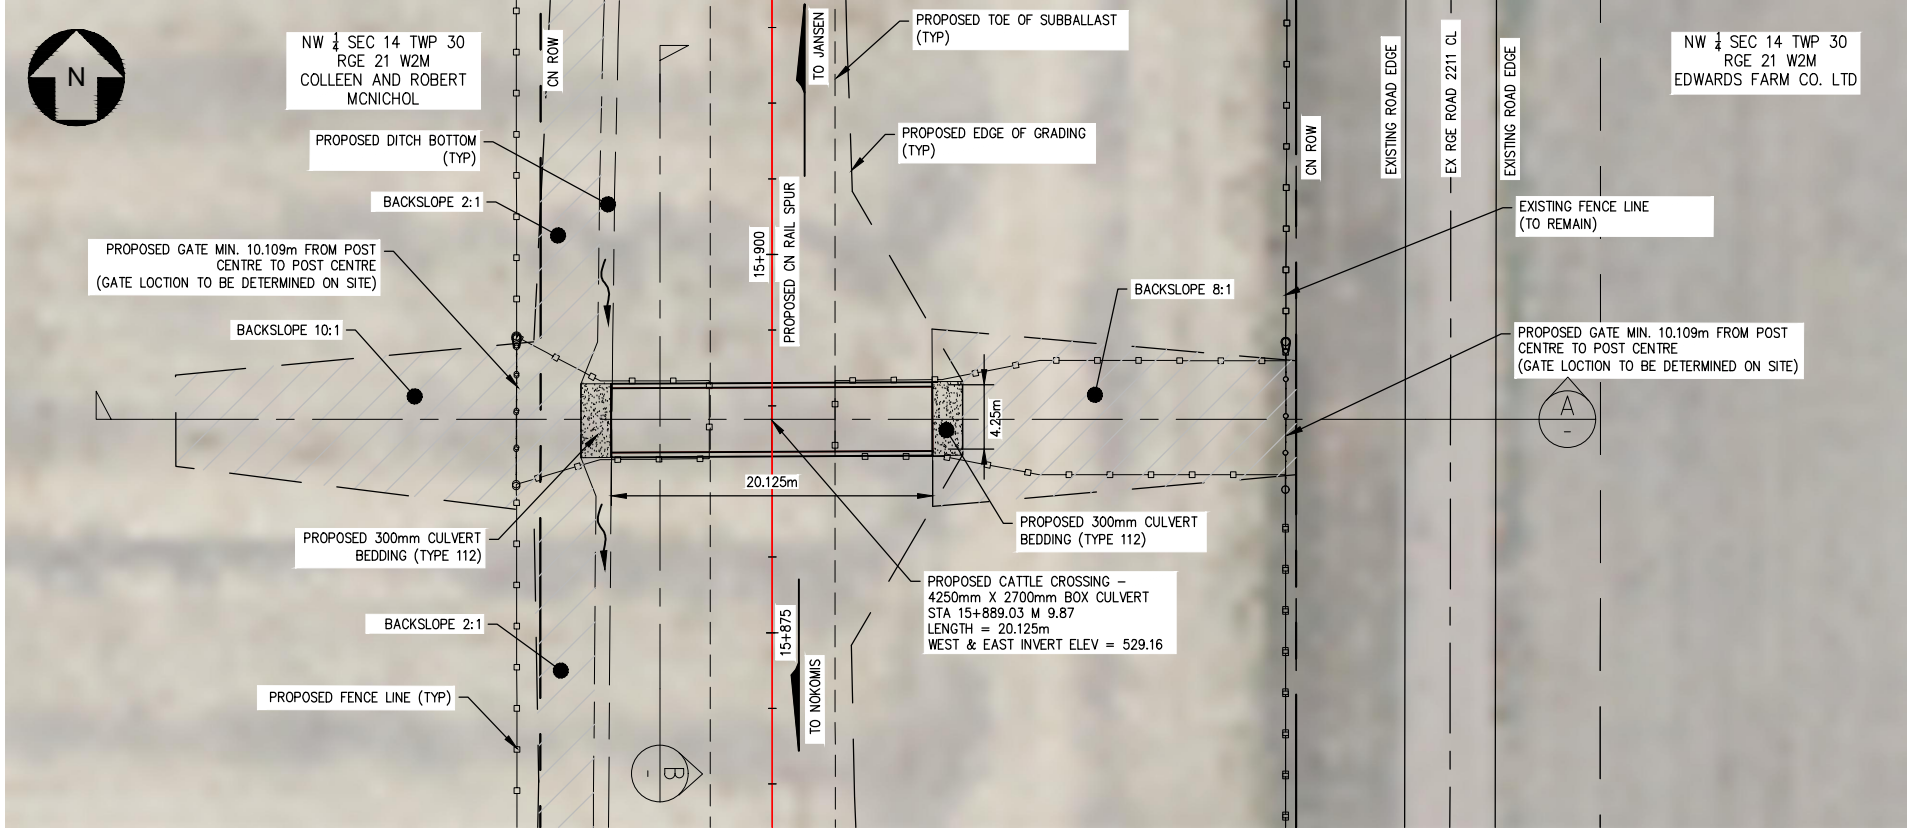 N
NW 1/4 SEC 14 TWP 30
RGE 21 W2M
COLLEEN AND ROBERT
MCNICHOL
CN ROW
TO JANSEN
PROPOSED TOE OF SUBBALLAST
(TYP)
EXISTING ROAD EDGE
EX RGE ROAD 2211 CL
EXISTING ROAD EDGE
NW 1/4 SEC 14 TWP 30
RGE 21 W2M
EDWARDS FARM CO. LTD
PROPOSED DITCH BOTTOM
(TYP)
PROPOSED EDGE OF GRADING
(TYP)
CN ROW
BACKSLOPE 2:1
EXISTING FENCE LINE
(TO REMAIN)
PROPOSED GATE MIN. 10.109m FROM POST
CENTRE TO POST CENTRE
(GATE LOCTION TO BE DETERMINED ON SITE)
15+900
PROPOSED CN RAIL SPUR
BACKSLOPE 8:1
BACKSLOPE 10:1
PROPOSED GATE MIN. 10.109m FROM POST
CENTRE TO POST CENTRE
(GATE LOCTION TO BE DETERMINED ON SITE)
A
-
4.25m
20.125m
PROPOSED 300mm CULVERT
BEDDING (TYPE 112)
PROPOSED 300mm CULVERT
BEDDING (TYPE 112)
PROPOSED CATTLE CROSSING -
4250mm X 2700mm BOX CULVERT
STA 15+889.03 M 9.87
LENGTH = 20.125m
WEST & EAST INVERT ELEV = 529.16
BACKSLOPE 2:1
15+875
TO NOKOMIS
PROPOSED FENCE LINE (TYP)
B
-